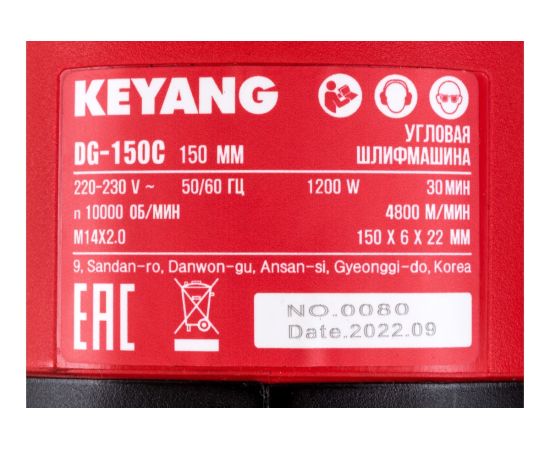 KEYANG
DG-150C 150 ММ
УГЛОВАЯ
ШЛИФМАШИНА
220-230 V ~ 50/60 ГЦ 1200 W 30 МИН
n 10000 ОБ/МИН 4800 М/МИН
M14X2.0 150 X 6 X 22 ММ
9, Sandan-ro, Danwon-gu, Ansan-si, Gyeonggi-do, Korea
EAC
NO.0080
Date.2022.09